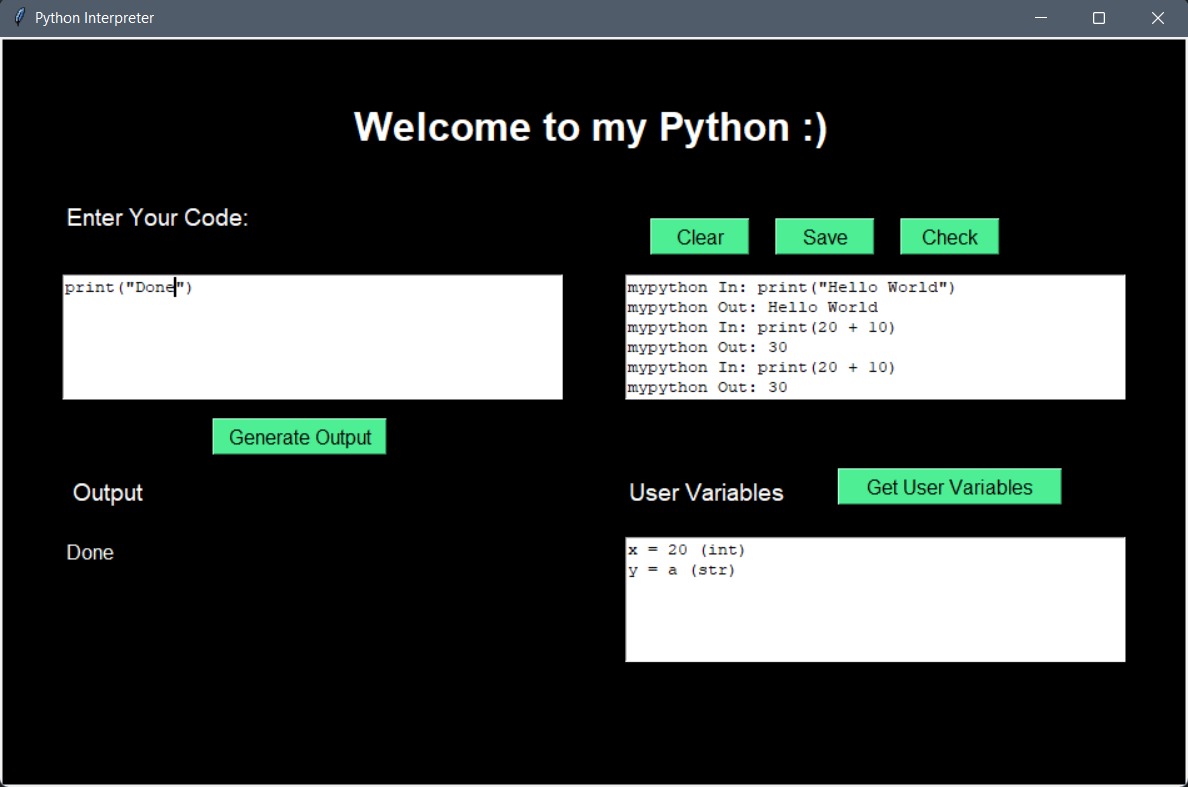 Python Interpreter
Welcome to my Python :)
Enter Your Code:
Clear
Save
Check
print("Done")
mypython In: print("Hello World")
mypython Out: Hello World
mypython In: print(20 + 10)
mypython Out: 30
mypython In: print(20 + 10)
mypython Out: 30
Generate Output
Output
Done
User Variables
Get User Variables
x = 20 (int)
y = a (str)